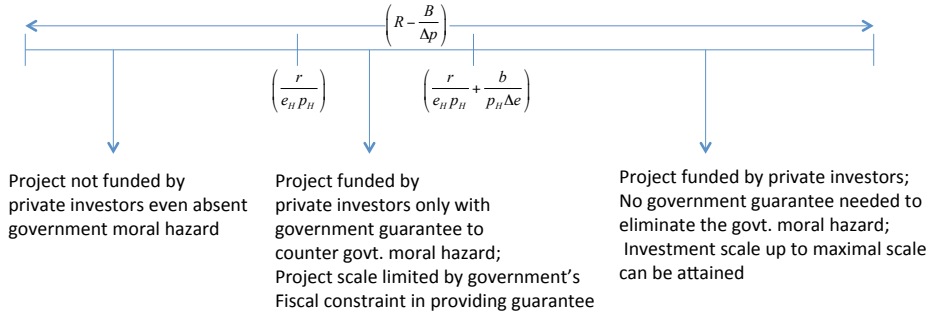 (R − B/Δp)
(r/(e_H p_H))
(r/(e_H p_H) + b/(p_H Δe))
Project not funded by
private investors even absent
government moral hazard
Project funded by
private investors only with
government guarantee to
counter govt. moral hazard;
Project scale limited by government’s
Fiscal constraint in providing guarantee
Project funded by private investors;
No government guarantee needed to
eliminate the govt. moral hazard;
Investment scale up to maximal scale
can be attained